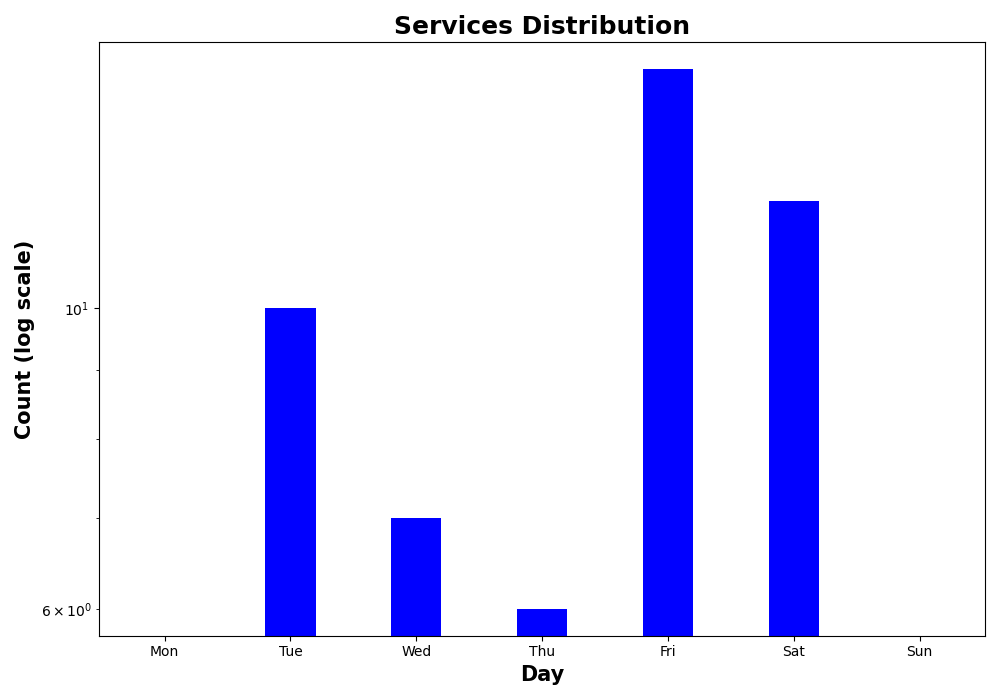 Services Distribution
Count (log scale)
10¹
6 × 10⁰
Mon Tue Wed Thu Fri Sat Sun
Day